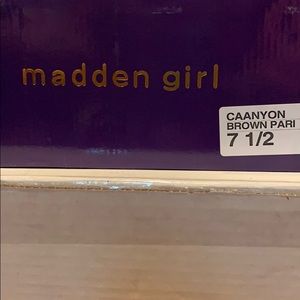 madden girl
CAANYON
BROWN PARI
7 1/2